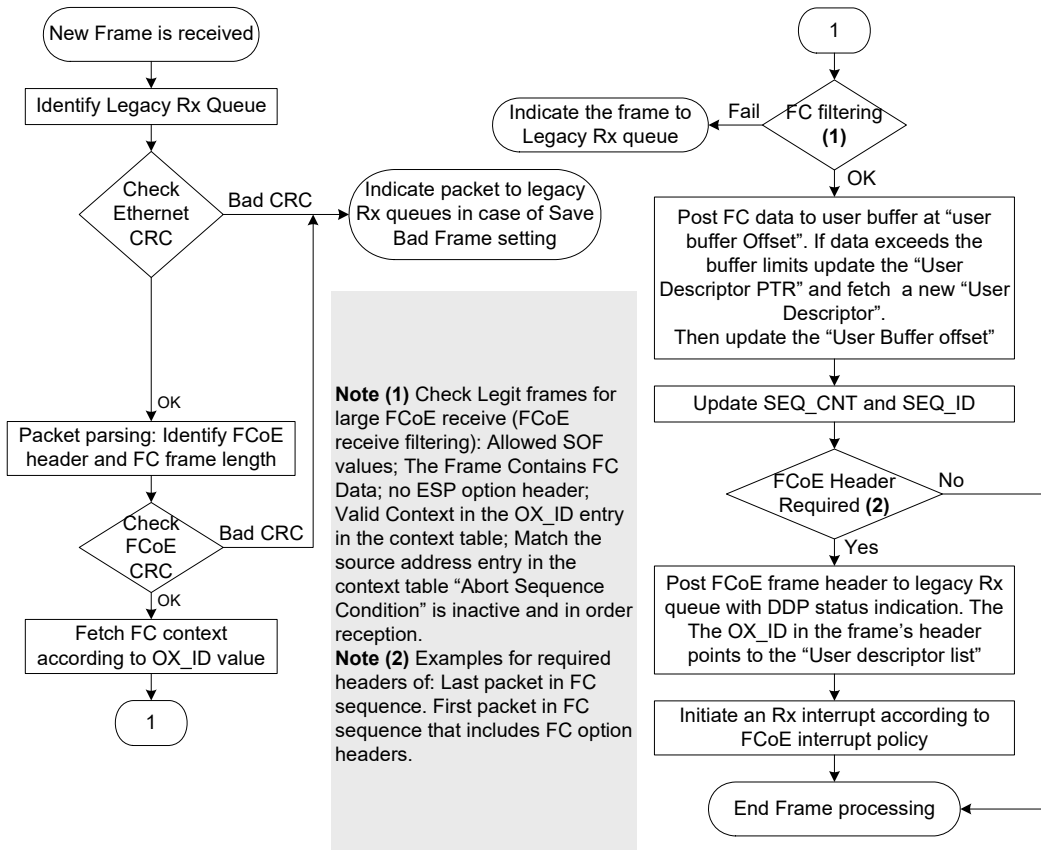 New Frame is received
Identify Legacy Rx Queue
Check
Ethernet
CRC
Bad CRC
Indicate packet to legacy
Rx queues in case of Save
Bad Frame setting
OK
Packet parsing: Identify FCoE
header and FC frame length
Check
FCoE
CRC
Bad CRC
OK
Fetch FC context
according to OX_ID value
1
Note (1) Check Legit frames for
large FCoE receive (FCoE
receive filtering): Allowed SOF
values; The Frame Contains FC
Data; no ESP option header;
Valid Context in the OX_ID entry
in the context table; Match the
source address entry in the
context table “Abort Sequence
Condition” is inactive and in order
reception.
Note (2) Examples for required
headers of: Last packet in FC
sequence. First packet in FC
sequence that includes FC option
headers.
1
FC filtering
(1)
Fail
Indicate the frame to
Legacy Rx queue
OK
Post FC data to user buffer at “user
buffer Offset”. If data exceeds the
buffer limits update the “User
Descriptor PTR” and fetch a new “User
Descriptor”.
Then update the “User Buffer offset”
Update SEQ_CNT and SEQ_ID
FCoE Header
Required (2)
No
Yes
Post FCoE frame header to legacy Rx
queue with DDP status indication. The
The OX_ID in the frame’s header
points to the “User descriptor list”
Initiate an Rx interrupt according to
FCoE interrupt policy
End Frame processing